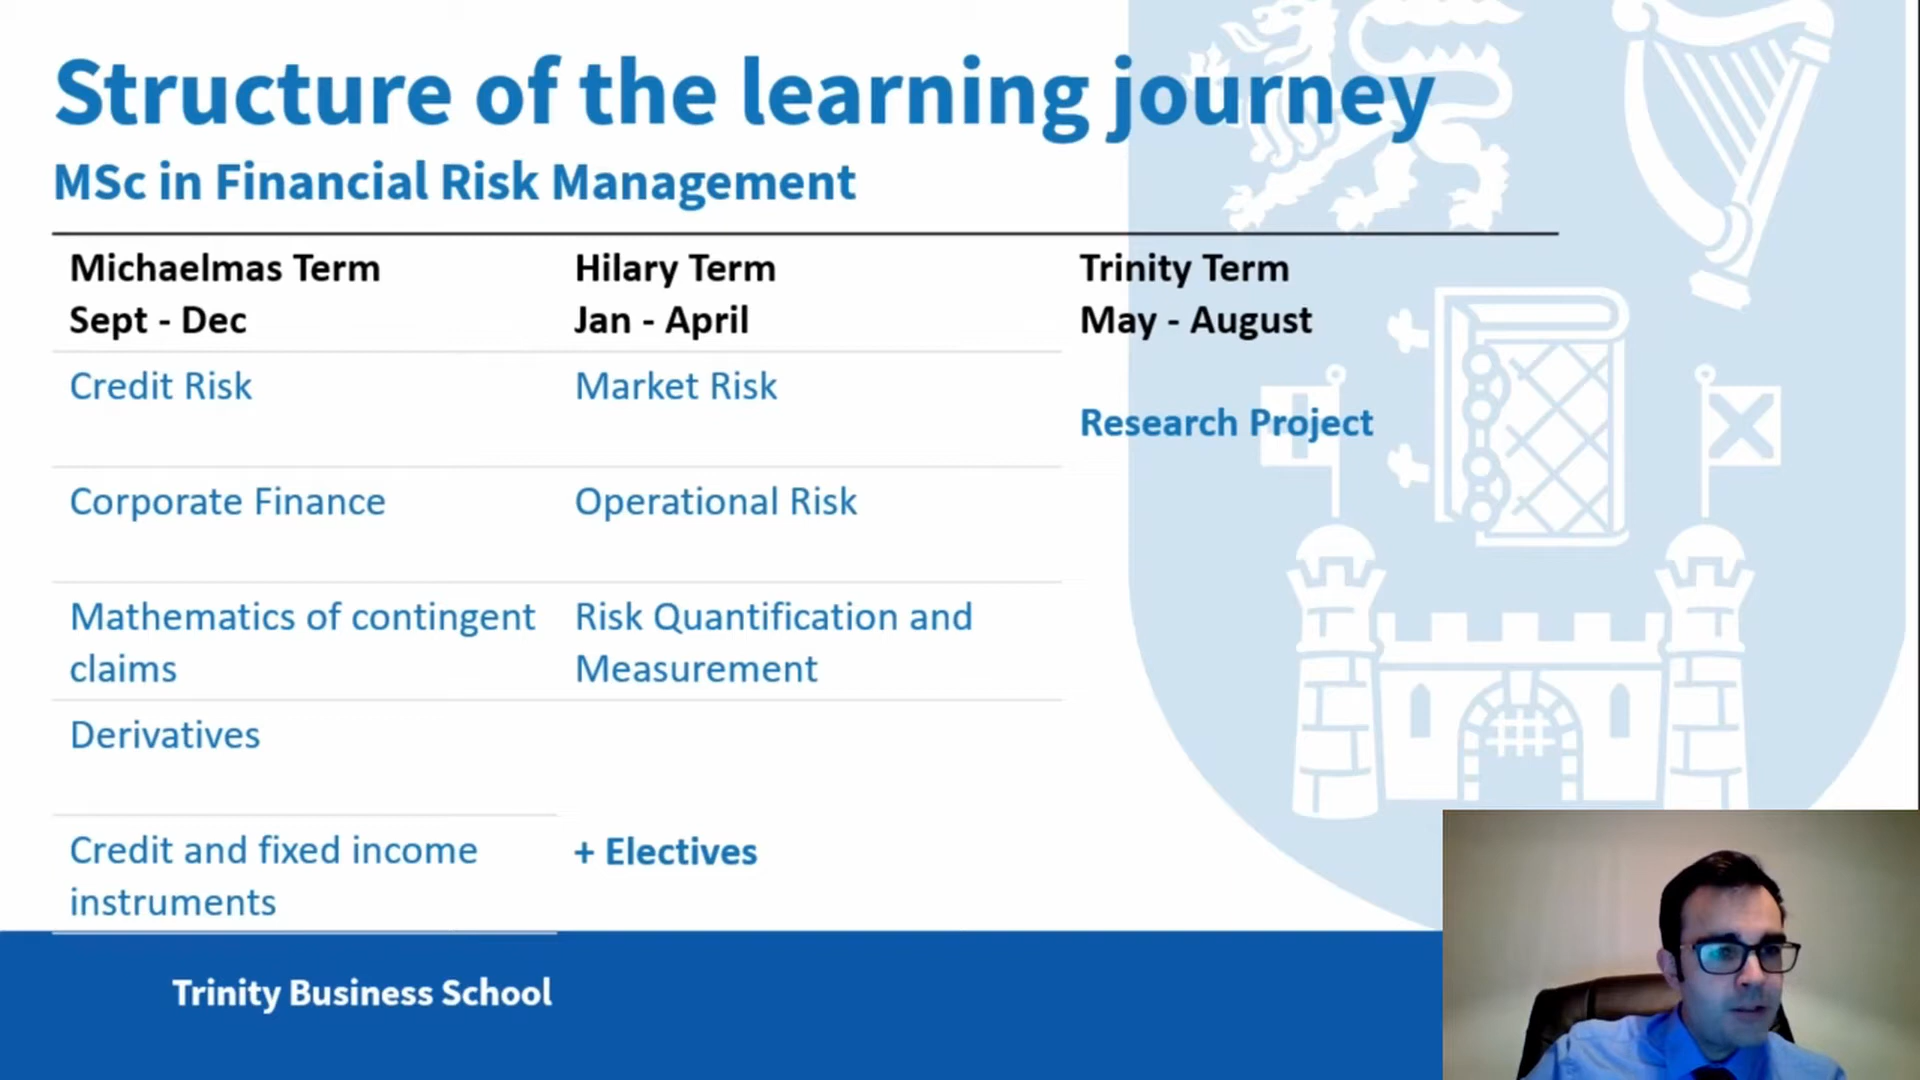 Structure of the learning journey
MSc in Financial Risk Management
Michaelmas Term
Sept - Dec
Hilary Term
Jan - April
Trinity Term
May - August
Credit Risk
Market Risk
Research Project
Corporate Finance
Operational Risk
Mathematics of contingent
claims
Risk Quantification and
Measurement
Derivatives
Credit and fixed income
instruments
+ Electives
Trinity Business School